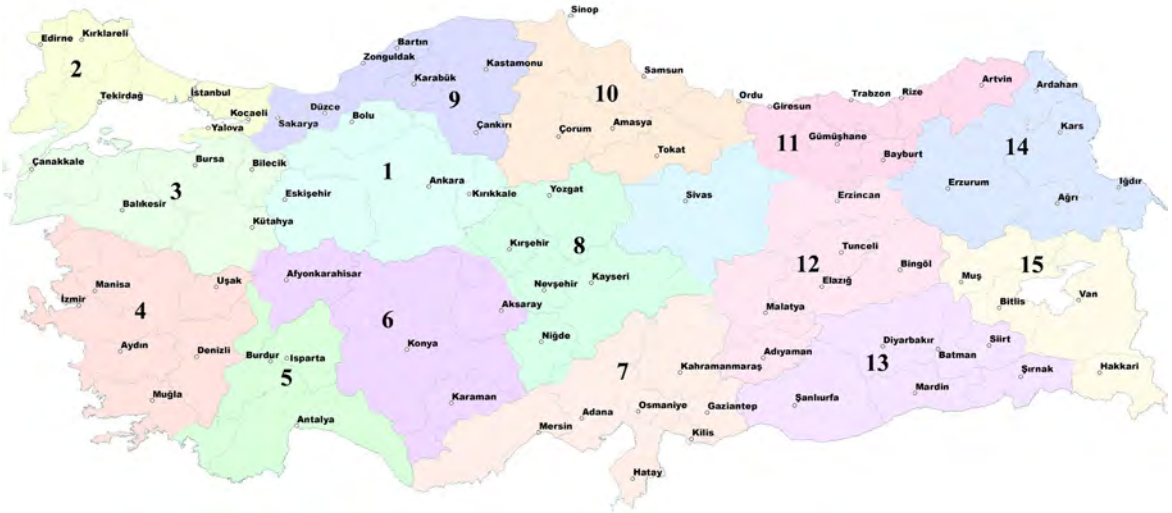 Sinop
Edirne
Kırklareli
Bartın
2
Zonguldak
Kastamonu
Samsun
Karabük
Artvin
Ardahan
Tekirdağ
İstanbul
9
10
Ordu
Giresun
Trabzon
Rize
Kocaeli
Düzce
Sakarya
Bolu
Yalova
Çankırı
Çorum
Amasya
Gümüşhane
11
Kars
14
Bayburt
Çanakkale
Bursa
Bilecik
1
Tokat
3
Eskişehir
Ankara
Kırıkkale
Yozgat
Sivas
Erzincan
Erzurum
Ağrı
Iğdır
Balıkesir
Kütahya
Kırşehir
8
Tunceli
12
Bingöl
15
Afyonkarahisar
Uşak
Manisa
İzmir
4
Nevşehir
Kayseri
Elazığ
Muş
Bitlis
Van
Aksaray
6
Malatya
Aydın
Denizli
Burdur
Isparta
5
Konya
Niğde
7
Kahramanmaraş
Adıyaman
Diyarbakır
Batman
Siirt
13
Şırnak
Hakkari
Muğla
Antalya
Karaman
Mersin
Adana
Osmaniye
Gaziantep
Kilis
Şanlıurfa
Mardin
Hatay